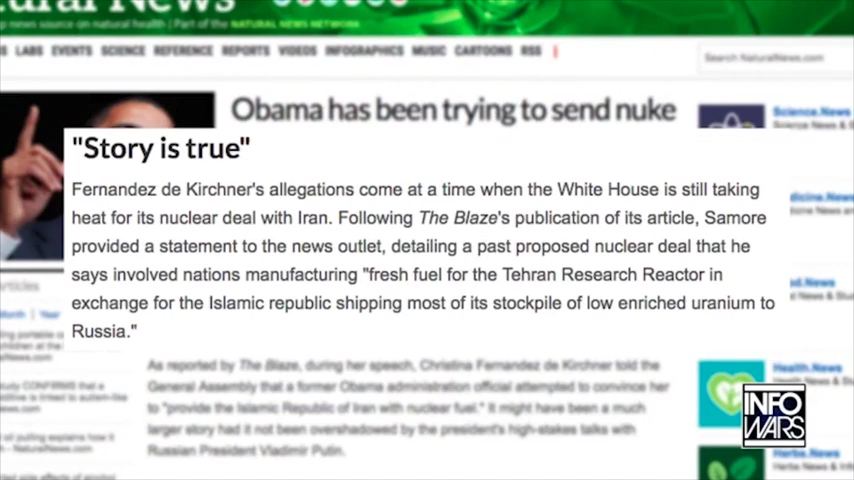 tural News
p news source on natural health | Part of the NATURAL NEWS NETWORK
S LABS EVENTS SCIENCE REFERENCE REPORTS VIDEOS INFOGRAPHICS MUSIC CARTOONS RSS
Search NaturalNews.com
Obama has been trying to send nuke
Science.News
Science News &
"Story is true"
Fernandez de Kirchner's allegations come at a time when the White House is still taking
heat for its nuclear deal with Iran. Following The Blaze's publication of its article, Samore
provided a statement to the news outlet, detailing a past proposed nuclear deal that he
says involved nations manufacturing "fresh fuel for the Tehran Research Reactor in
exchange for the Islamic republic shipping most of its stockpile of low enriched uranium to
Russia."
As reported by The Blaze, during her speech, Christina Fernandez de Kirchner told the
General Assembly that a former Obama administration official attempted to convince her
to "provide the Islamic Republic of Iran with nuclear fuel." It might have been a much
larger story had it not been overshadowed by the president's high-stakes talks with
Russian President Vladimir Putin.
Health.News
INFO
WARS
Herbs.News
Herbs News & Info